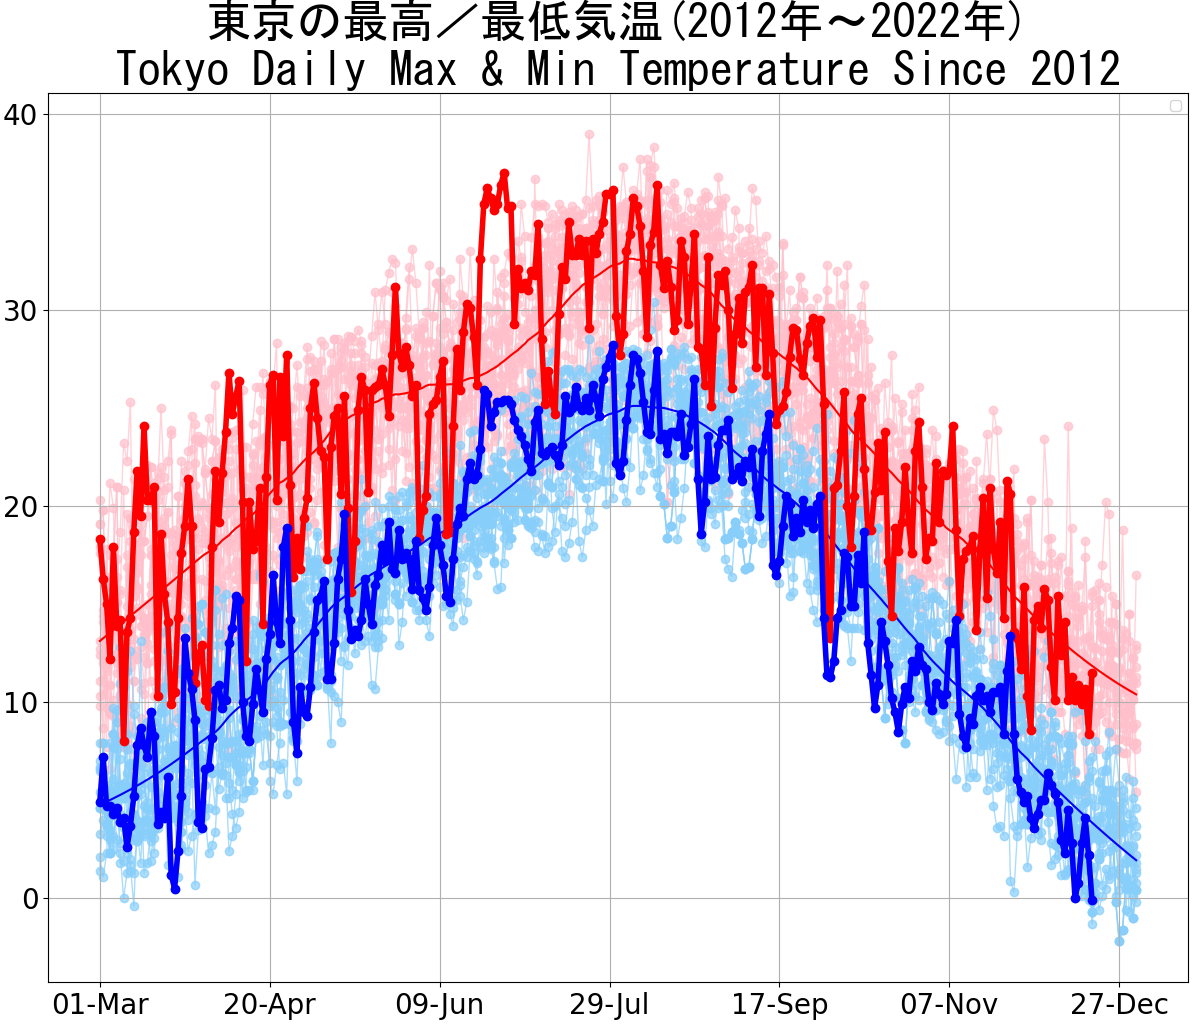 東京の最高／最低気温(2012年～2022年)
Tokyo Daily Max & Min Temperature Since 2012
40
30
20
10
0
01-Mar 20-Apr 09-Jun 29-Jul 17-Sep 07-Nov 27-Dec